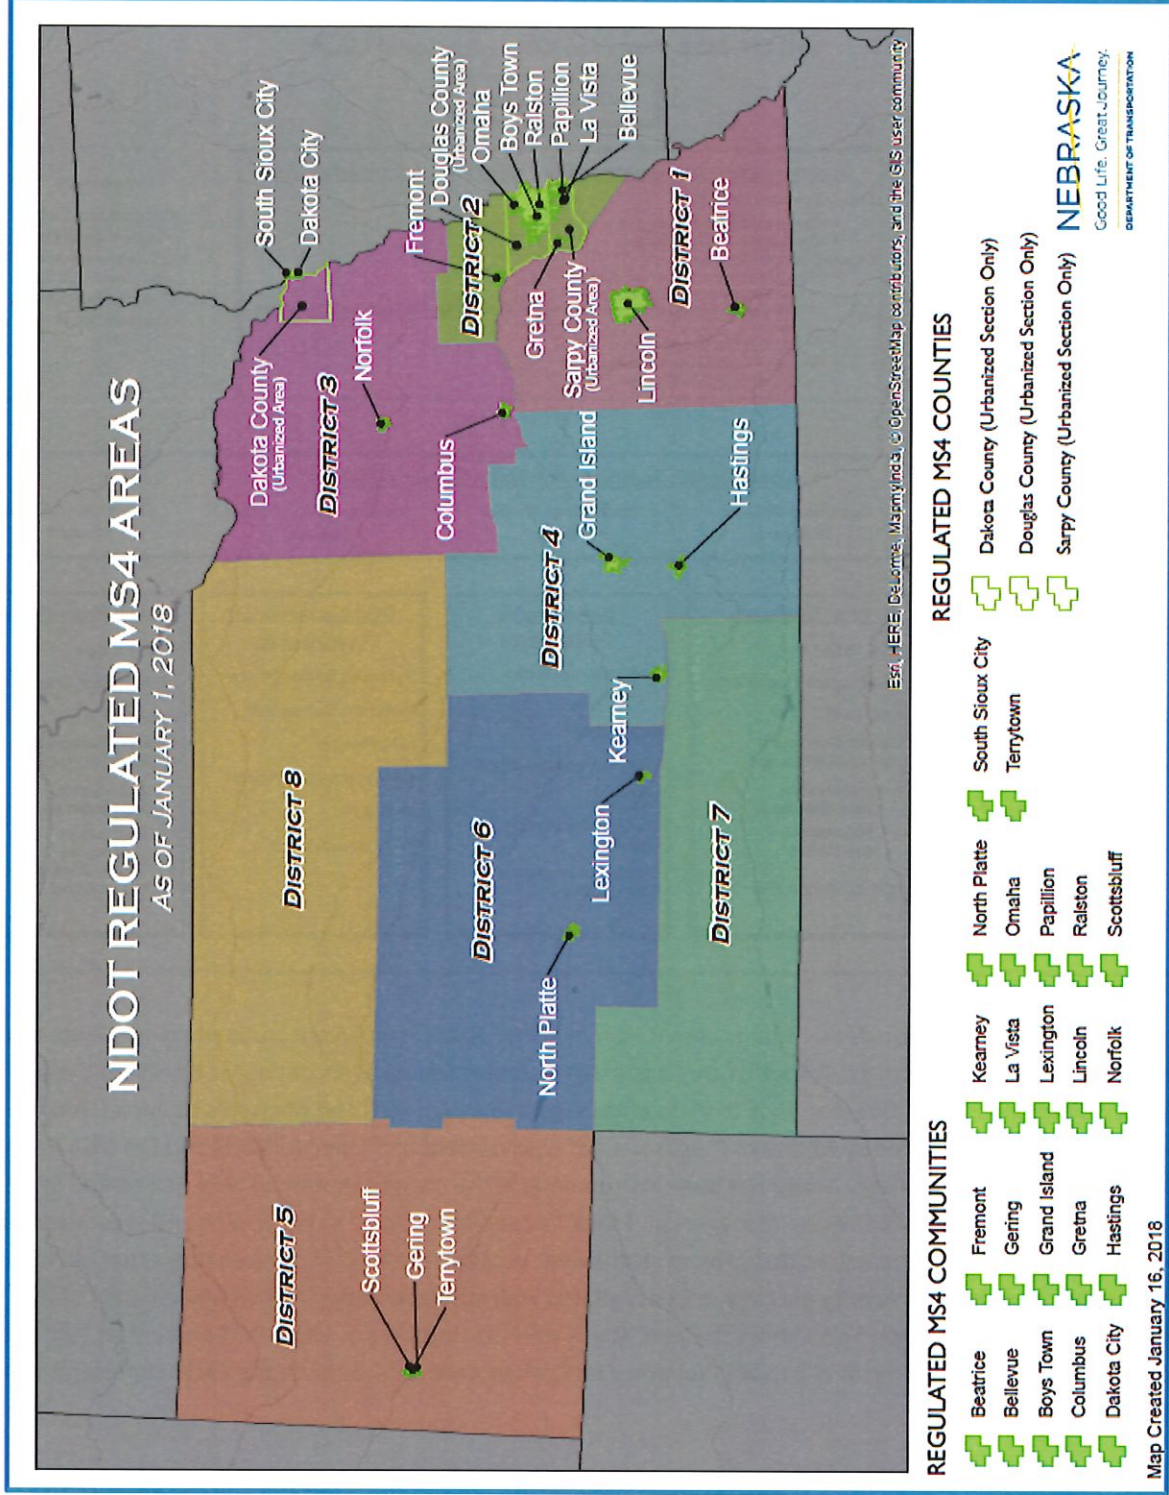 NDOT REGULATED MS4 AREAS
AS OF JANUARY 1, 2018
DISTRICT 5
Scottsbluff
Gering
Terrytown
DISTRICT 8
DISTRICT 6
North Platte
Lexington
DISTRICT 7
DISTRICT 4
Kearney
Grand Island
Hastings
DISTRICT 3
Dakota County
(Urbanized Area)
South Sioux City
Dakota City
Norfolk
Columbus
DISTRICT 2
Fremont
Douglas County
(Urbanized Area)
Omaha
Boys Town
Ralston
Papillion
La Vista
Bellevue
Gretna
Sarpy County
(Urbanized Area)
DISTRICT 1
Lincoln
Beatrice
Esri, HERE, DeLorme, MapmyIndia, © OpenStreetMap contributors, and the GIS user community
REGULATED MS4 COMMUNITIES
Beatrice
Bellevue
Boys Town
Columbus
Dakota City
Fremont
Gering
Grand Island
Gretna
Hastings
Kearney
La Vista
Lexington
Lincoln
Norfolk
North Platte
Omaha
Papillion
Ralston
Scottsbluff
South Sioux City
Terrytown
REGULATED MS4 COUNTIES
Dakota County (Urbanized Section Only)
Douglas County (Urbanized Section Only)
Sarpy County (Urbanized Section Only)
NEBRASKA
Good Life. Great Journey.
DEPARTMENT OF TRANSPORTATION
Map Created January 16, 2018